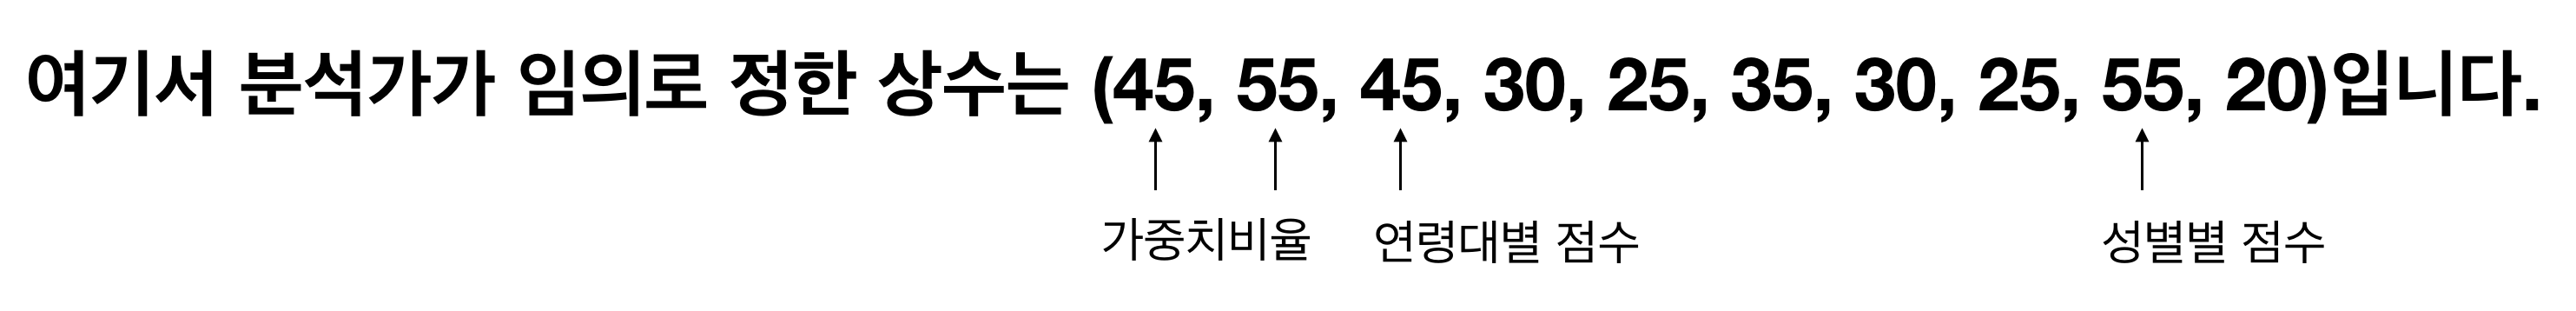 여기서 분석가가 임의로 정한 상수는 (45, 55, 45, 30, 25, 35, 30, 25, 55, 20)입니다.
가중치비율 연령대별 점수 성별별 점수